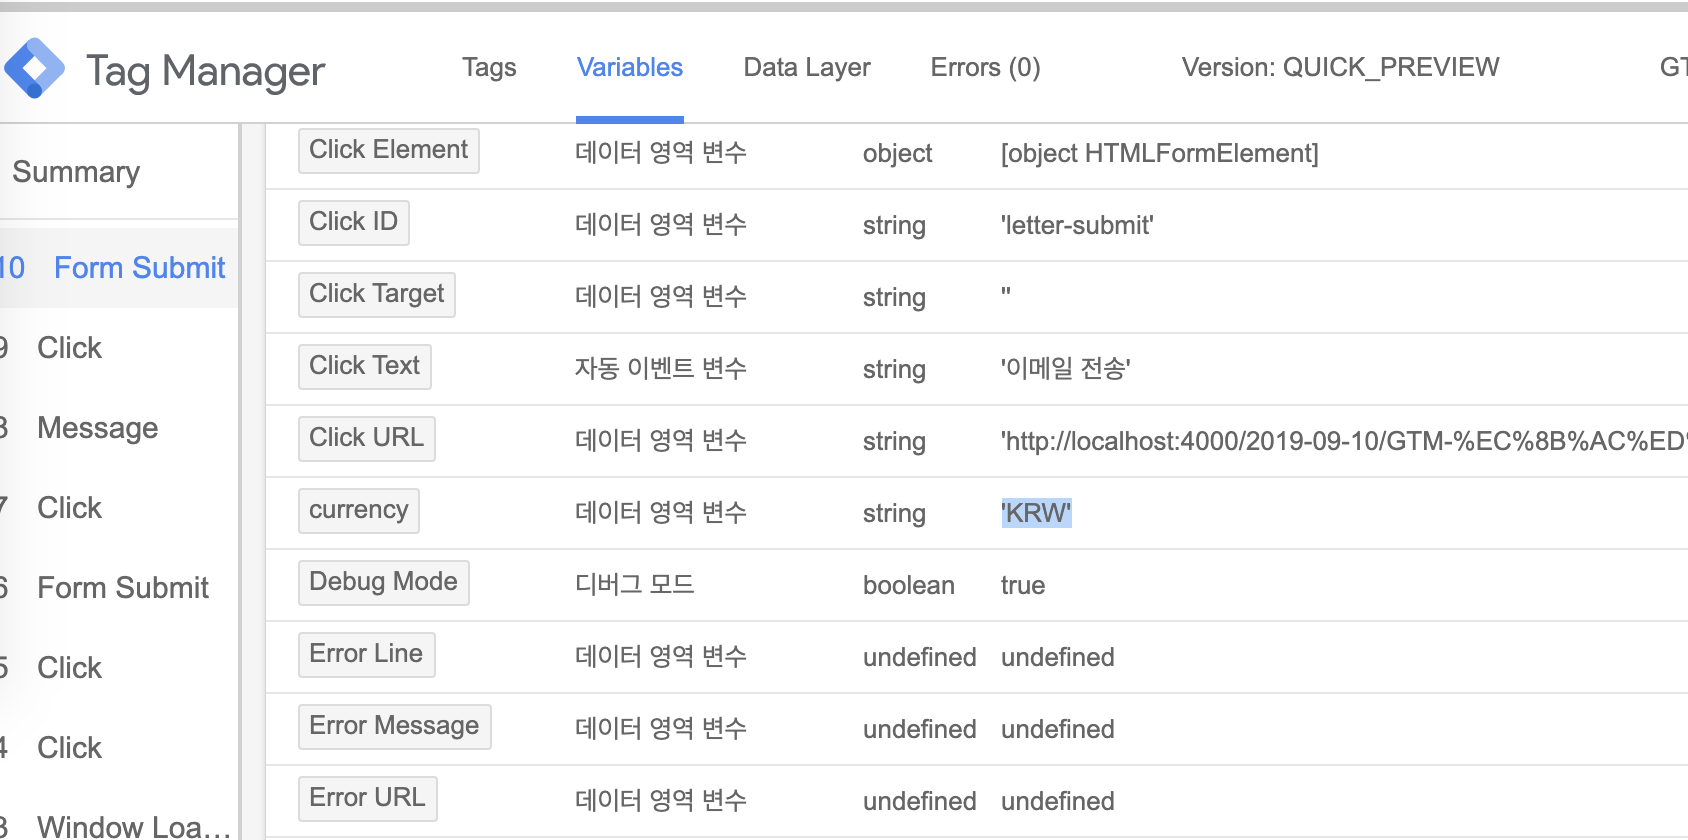 Tag Manager Tags Variables Data Layer Errors (0) Version: QUICK_PREVIEW GT
Summary
10 Form Submit
9 Click
8 Message
7 Click
6 Form Submit
5 Click
4 Click
3 Window Loa...
Click Element 데이터 영역 변수 object [object HTMLFormElement]
Click ID 데이터 영역 변수 string 'letter-submit'
Click Target 데이터 영역 변수 string ''
Click Text 자동 이벤트 변수 string '이메일 전송'
Click URL 데이터 영역 변수 string 'http://localhost:4000/2019-09-10/GTM-%EC%8B%AC%ED%
currency 데이터 영역 변수 string 'KRW'
Debug Mode 디버그 모드 boolean true
Error Line 데이터 영역 변수 undefined undefined
Error Message 데이터 영역 변수 undefined undefined
Error URL 데이터 영역 변수 undefined undefined